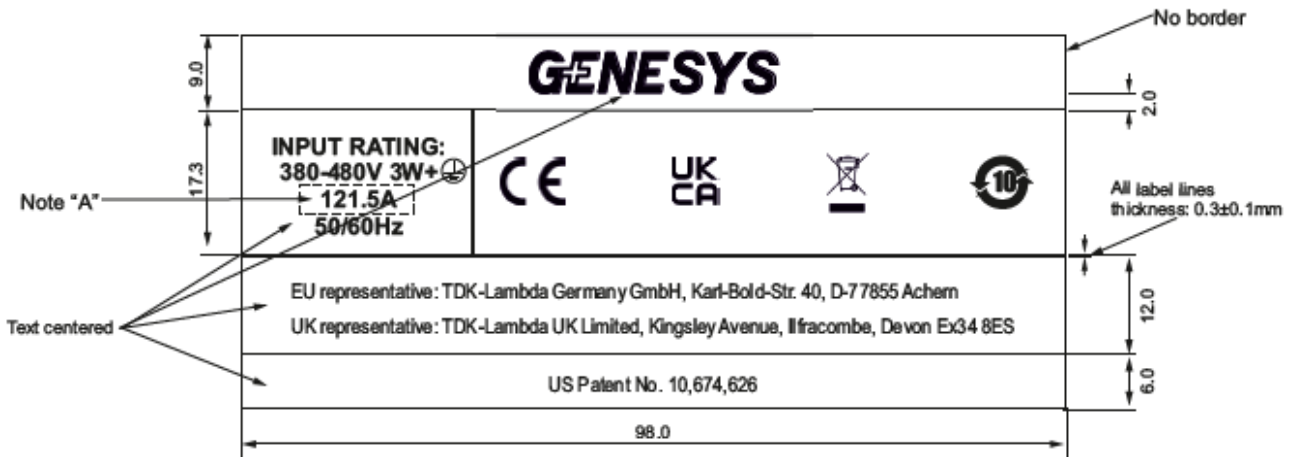 No border
9.0
GENESYS
2.0
INPUT RATING:
380-480V 3W+
121.5A
50/60Hz
17.3
CE
UK
CA
10
Note "A"
All label lines
thickness: 0.3±0.1mm
EU representative: TDK-Lambda Germany GmbH, Karl-Bold-Str. 40, D-77855 Achern
UK representative: TDK-Lambda UK Limited, Kingsley Avenue, Ilfracombe, Devon Ex34 8ES
12.0
Text centered
US Patent No. 10,674,626
6.0
98.0